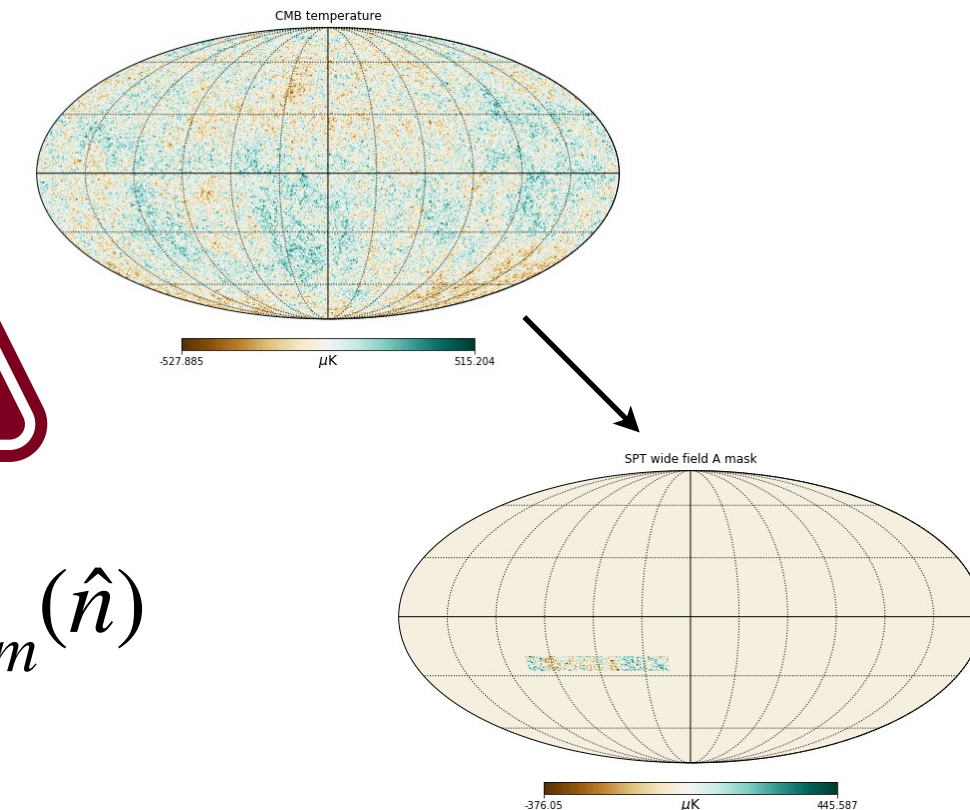 CMB temperature
-527.885 μK 515.204
SPT wide field A mask
m(n̂)
-376.05 μK 445.587